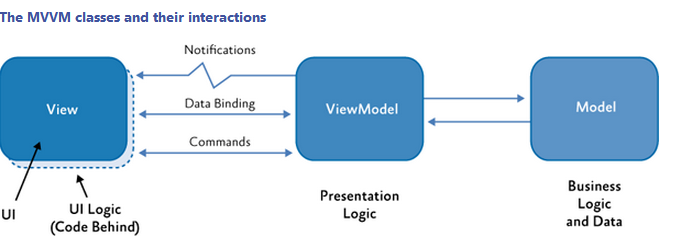 The MVVM classes and their interactions
Notifications
View
Data Binding
ViewModel
Model
Commands
UI
UI Logic
(Code Behind)
Presentation
Logic
Business
Logic
and Data